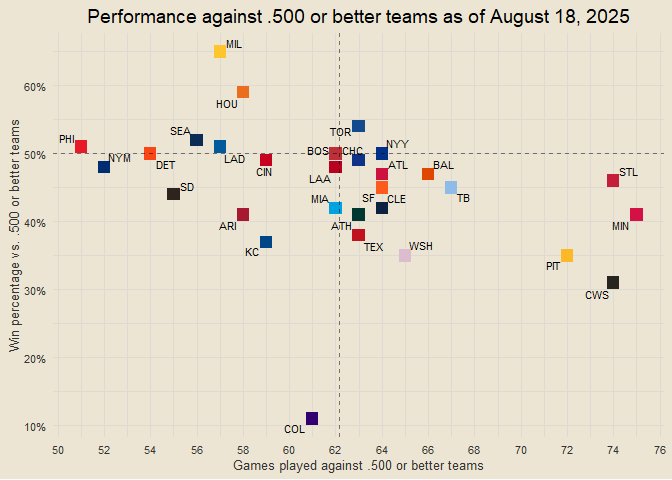 Performance against .500 or better teams as of August 18, 2025
MIL
60%
HOU
TOR
SEA
PHI
BOS
CHC
NYY
50%
NYM
DET
LAD
CIN
ATL
BAL
STL
LAA
SD
SF
CLE
TB
MIA
40%
ARI
ATH
MIN
KC
TEX
WSH
PIT
30%
CWS
20%
COL
10%
50 52 54 56 58 60 62 64 66 68 70 72 74 76
Games played against .500 or better teams
Win percentage vs. .500 or better teams